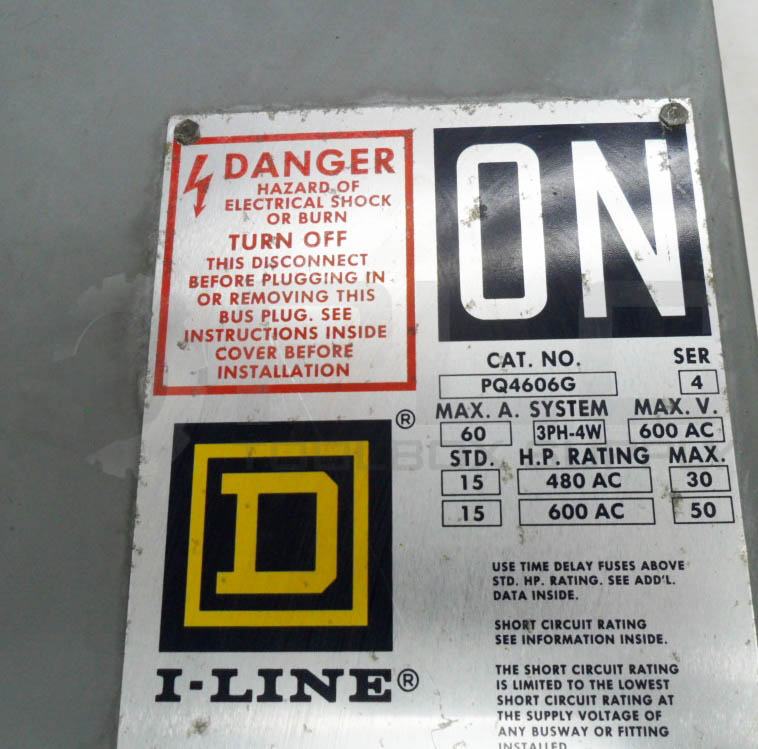 DANGER
HAZARD OF
ELECTRICAL SHOCK
OR BURN
TURN OFF
THIS DISCONNECT
BEFORE PLUGGING IN
OR REMOVING THIS
BUS PLUG. SEE
INSTRUCTIONS INSIDE
COVER BEFORE
INSTALLATION
ON
CAT. NO. SER
PQ4606G 4
MAX. A. SYSTEM MAX. V.
60 3PH-4W 600 AC
STD. H.P. RATING MAX.
15 480 AC 30
15 600 AC 50
D ®
I-LINE®
USE TIME DELAY FUSES ABOVE
STD. HP. RATING. SEE ADD'L.
DATA INSIDE.
SHORT CIRCUIT RATING
SEE INFORMATION INSIDE.
THE SHORT CIRCUIT RATING
IS LIMITED TO THE LOWEST
SHORT CIRCUIT RATING AT
THE SUPPLY VOLTAGE OF
ANY BUSWAY OR FITTING
INSTALLED